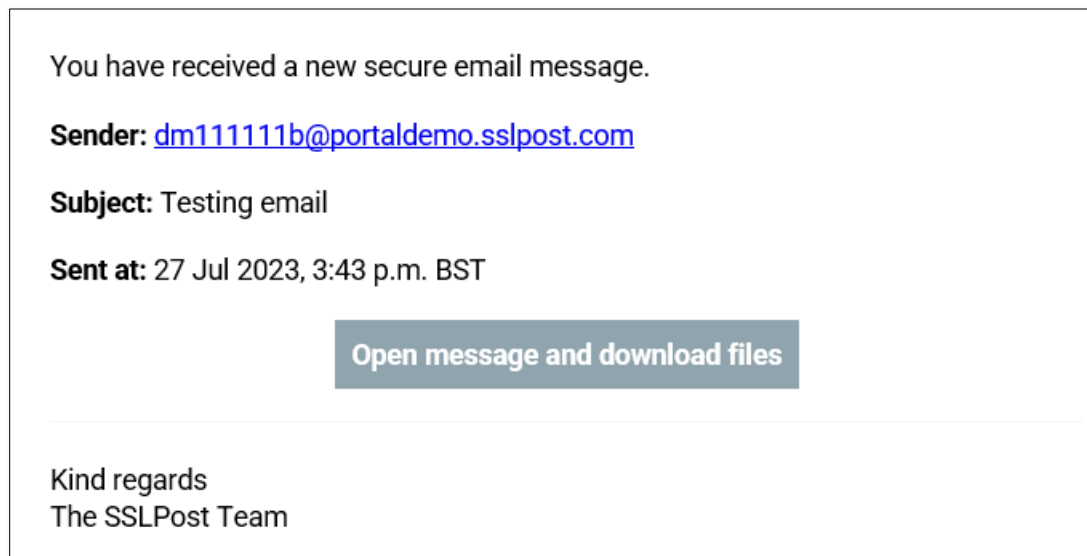 You have received a new secure email message.
Sender: dm111111b@portaldemo.sslpost.com
Subject: Testing email
Sent at: 27 Jul 2023, 3:43 p.m. BST
Open message and download files
Kind regards
The SSLPost Team